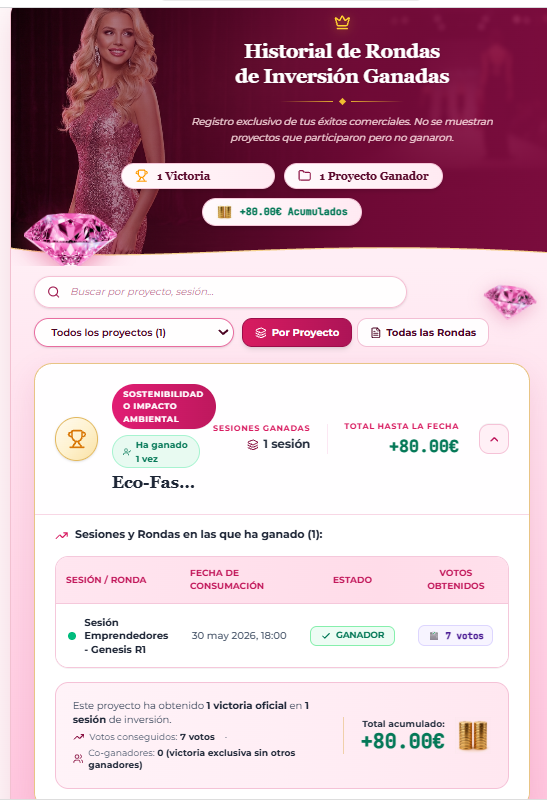 Historial de Rondas
de Inversión Ganadas
Registro exclusivo de tus éxitos comerciales. No se muestran
proyectos que participaron pero no ganaron.
1 Victoria
1 Proyecto Ganador
+80.00€ Acumulados
Buscar por proyecto, sesión...
Todos los proyectos (1)
Por Proyecto
Todas las Rondas
SOSTENIBILIDAD
O IMPACTO
AMBIENTAL
Ha ganado
1 vez
Eco-Fas...
SESIONES GANADAS
1 sesión
TOTAL HASTA LA FECHA
+80.00€
Sesiones y Rondas en las que ha ganado (1):
SESIÓN / RONDA
FECHA DE
CONSUMACIÓN
ESTADO
VOTOS
OBTENIDOS
Sesión
Emprendedores
- Genesis R1
30 may 2026, 18:00
GANADOR
7 votos
Este proyecto ha obtenido 1 victoria oficial en 1
sesión de inversión.
Votos conseguidos: 7 votos ·
Co-ganadores: 0 (victoria exclusiva sin otros
ganadores)
Total acumulado:
+80.00€